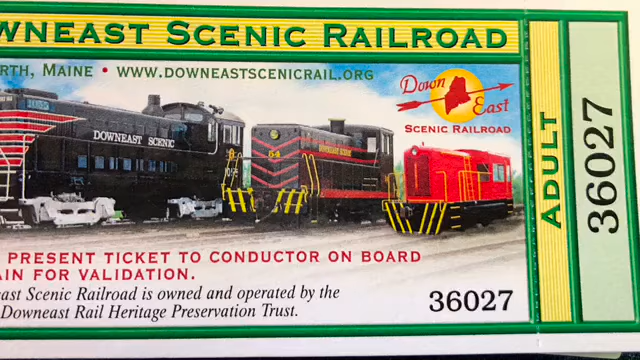 WNEAST SCENIC RAILROAD
RTH, MAINE • WWW.DOWNEASTSCENICRAIL.ORG
Down East
SCENIC RAILROAD
DOWNEAST SCENIC
54
PRESENT TICKET TO CONDUCTOR ON BOARD
AIN FOR VALIDATION.
east Scenic Railroad is owned and operated by the
Downeast Rail Heritage Preservation Trust.
36027
ADULT
36027